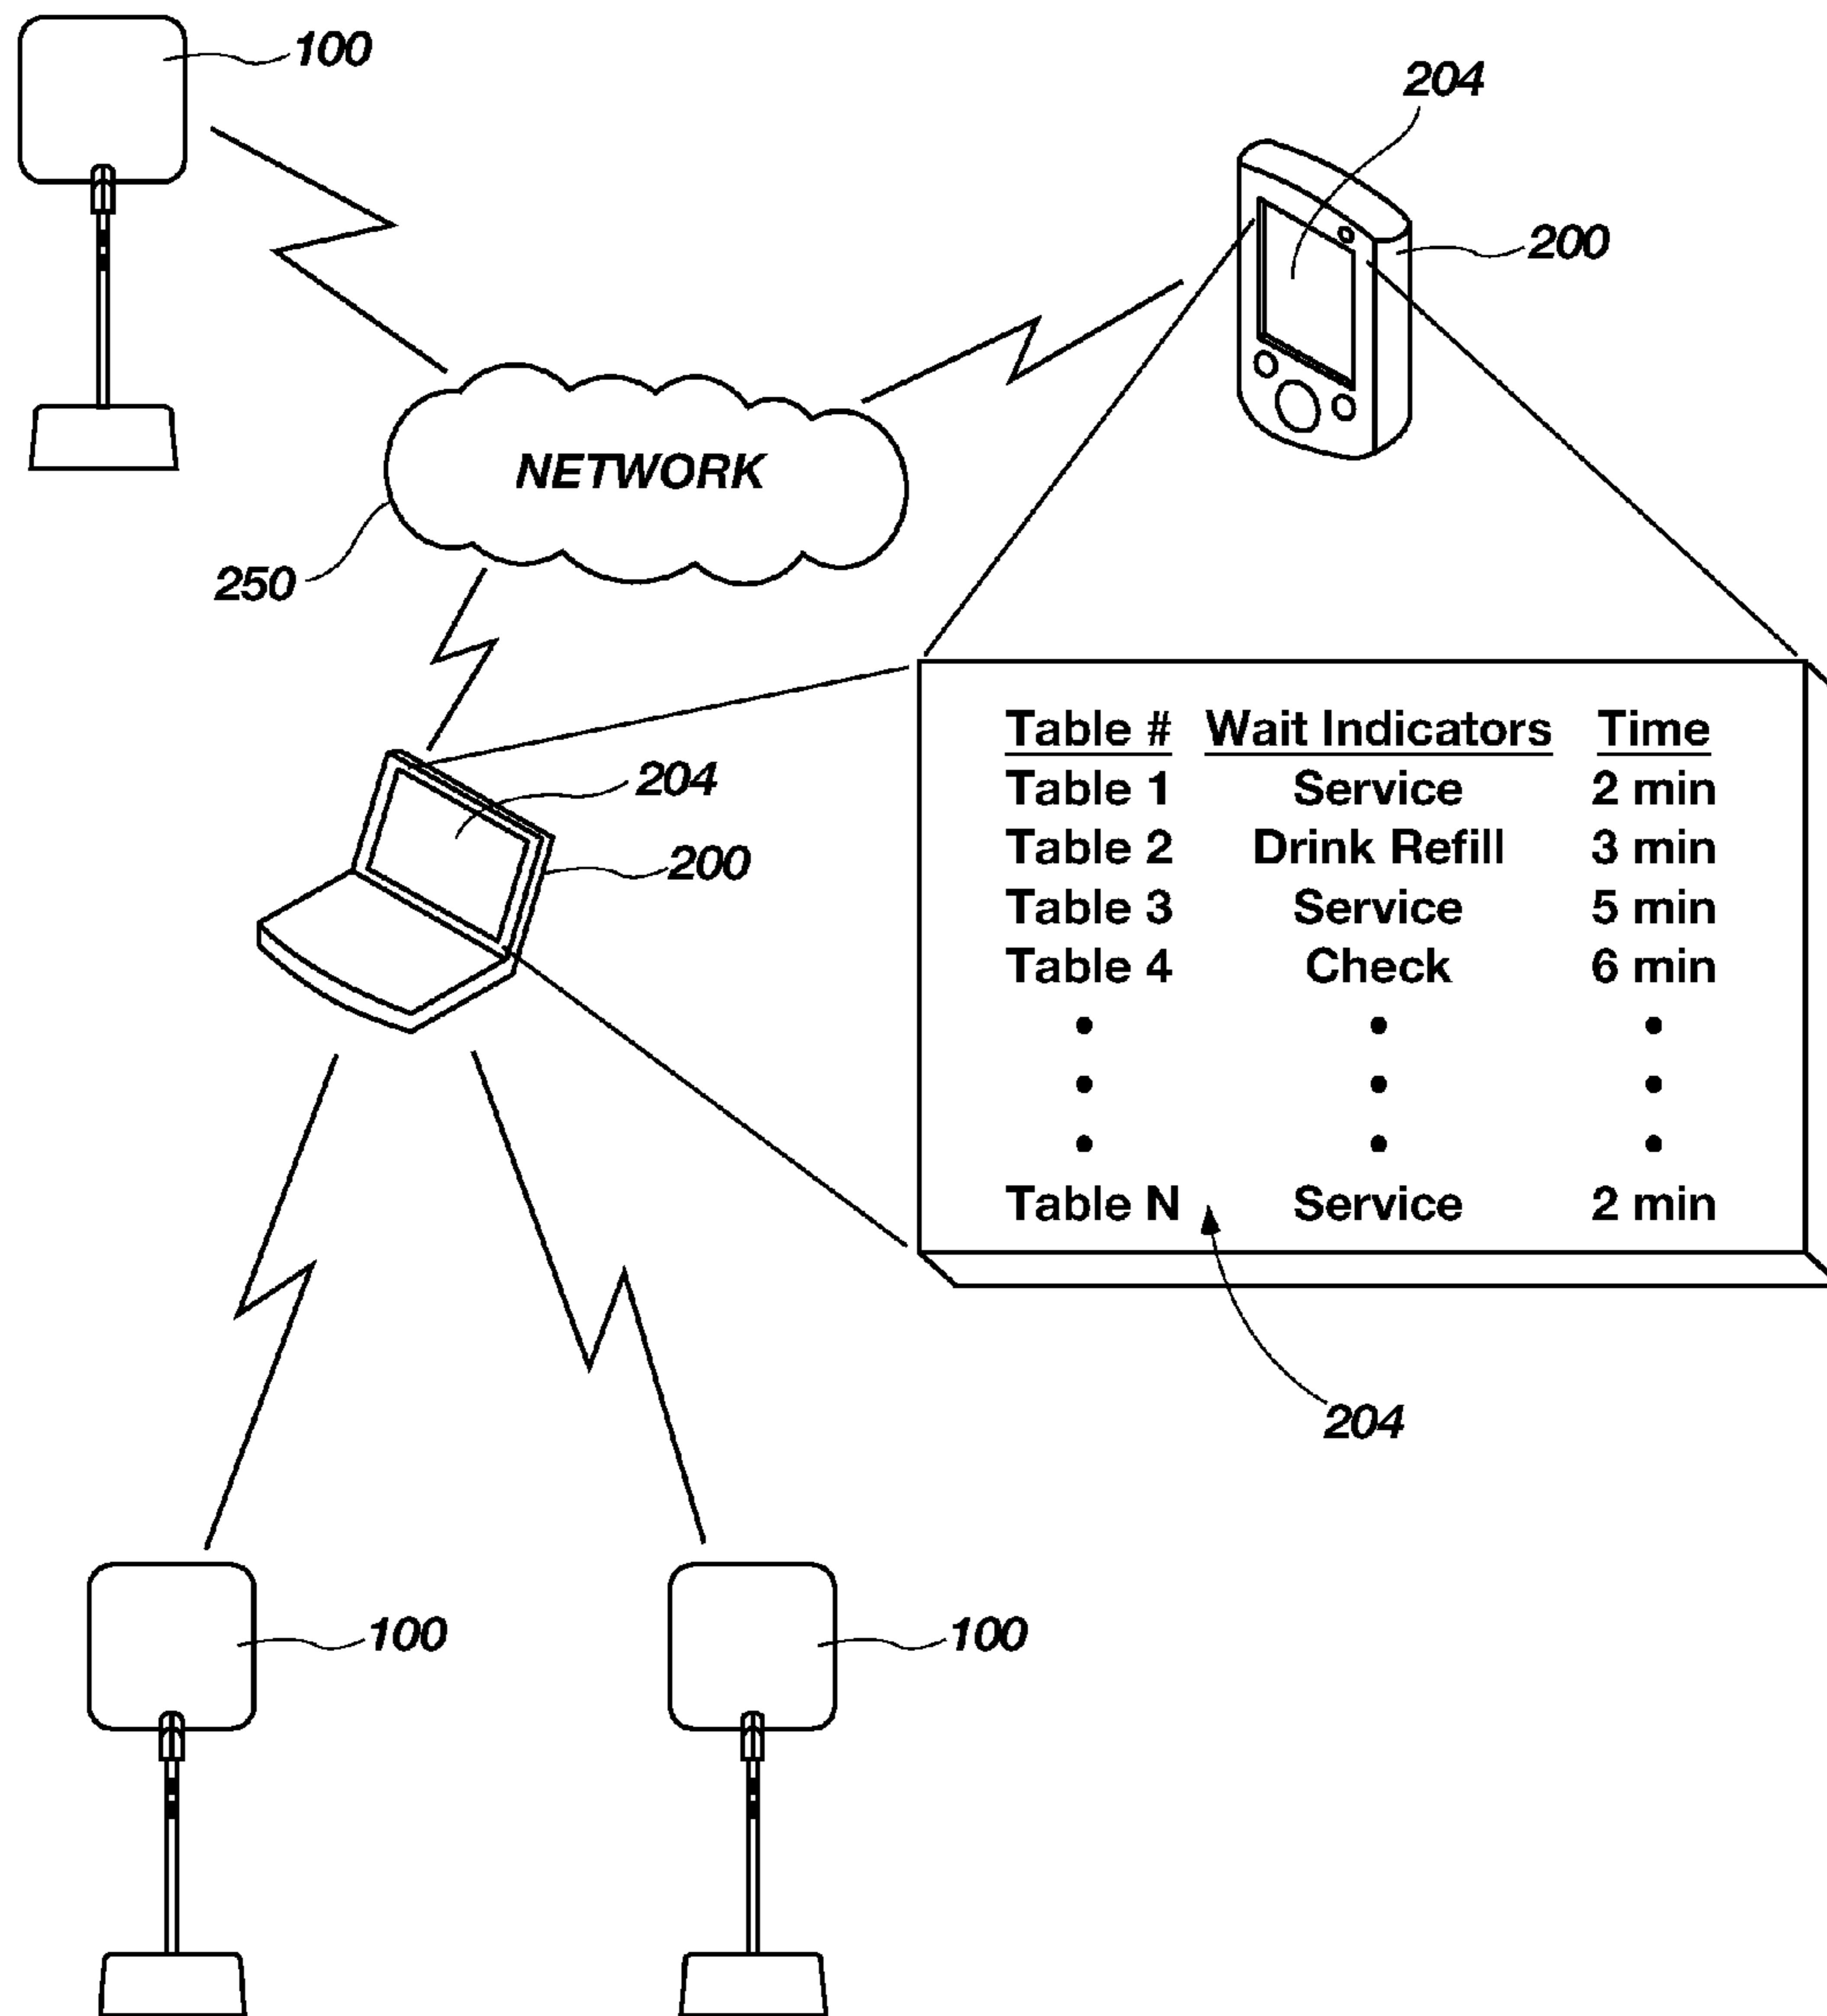 100
204
200
NETWORK
250
Table # Wait Indicators Time
Table 1 Service 2 min
Table 2 Drink Refill 3 min
Table 3 Service 5 min
Table 4 Check 6 min
• • •
• • •
• • •
Table N Service 2 min
204
200
204
100
100